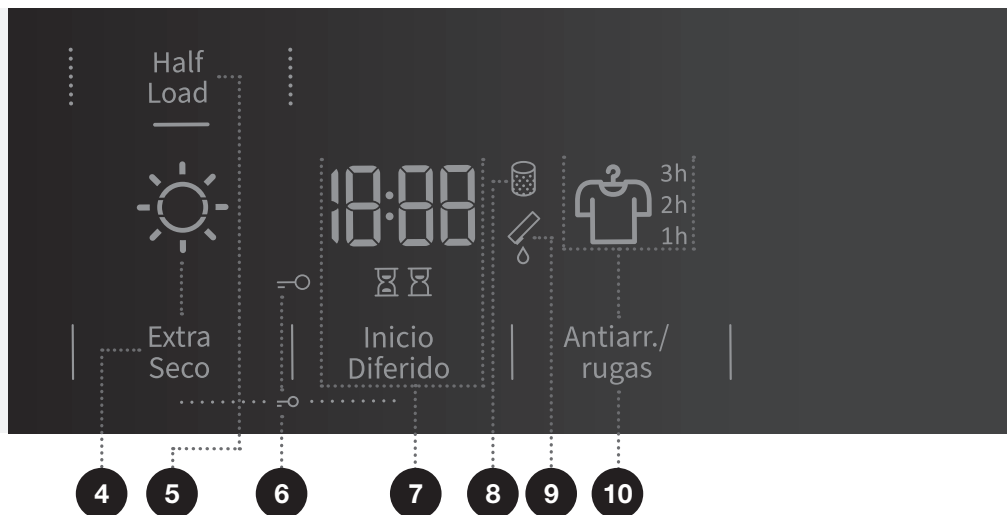 Half
Load
18:88
3h
2h
1h
Extra
Seco
Inicio
Diferido
Antiarr./
rugas
4 5 6 7 8 9 10